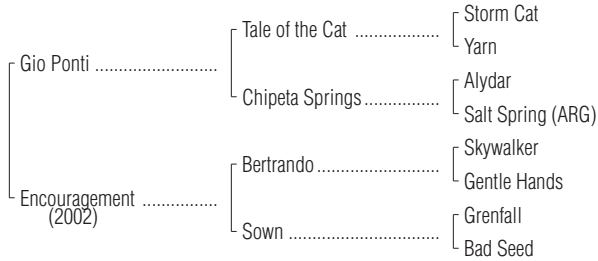 Storm Cat
Tale of the Cat ..................
Yarn
Gio Ponti ..........................
Alydar
Chipeta Springs ................
Salt Spring (ARG)
Skywalker
Bertrando ..........................
Gentle Hands
Encouragement ................
(2002)
Grenfall
Sown ................................
Bad Seed